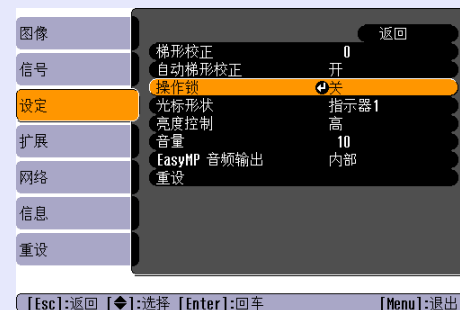 图像
信号
设定
扩展
网络
信息
重设
返回
梯形校正 0
自动梯形校正 开
操作锁 关
光标形状 指示器1
亮度控制 高
音量 10
EasyMP 音频输出 内部
重设
[Esc]:返回 [◆]:选择 [Enter]:回车 [Menu]:退出